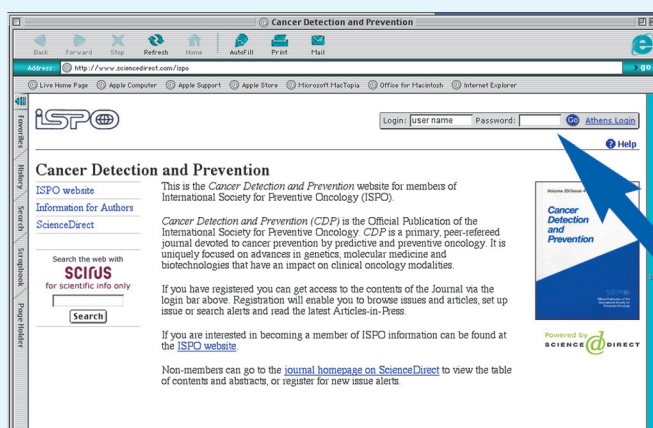 Cancer Detection and Prevention
Back Forward Stop Refresh Home AutoFill Print Mail
Address: http://www.sciencedirect.com/ispo go
Live Home Page Apple Computer Apple Support Apple Store Microsoft MacTopia Office for Macintosh Internet Explorer
Favorites
History
Search
Scrapbook
Page Holder
iSPO
Login: user name Password: Go Athens Login
? Help
Cancer Detection and Prevention
ISPO website
Information for Authors
ScienceDirect
Search the web with
SCIRUS
for scientific info only
Search
This is the Cancer Detection and Prevention website for members of
International Society for Preventive Oncology (ISPO).
Cancer Detection and Prevention (CDP) is the Official Publication of the
International Society for Preventive Oncology. CDP is a primary, peer-refereed
journal devoted to cancer prevention by predictive and preventive oncology. It is
uniquely focused on advances in genetics, molecular medicine and
biotechnologies that have an impact on clinical oncology modalities.
If you have registered you can get access to the contents of the Journal via the
login bar above. Registration will enable you to browse issues and articles, set up
issue or search alerts and read the latest Articles-in-Press.
If you are interested in becoming a member of ISPO information can be found at
the ISPO website.
Non-members can go to the journal homepage on ScienceDirect to view the table
of contents and abstracts, or register for new issue alerts.
Cancer
Detection
and
Prevention
Powered by
SCIENCE @ DIRECT